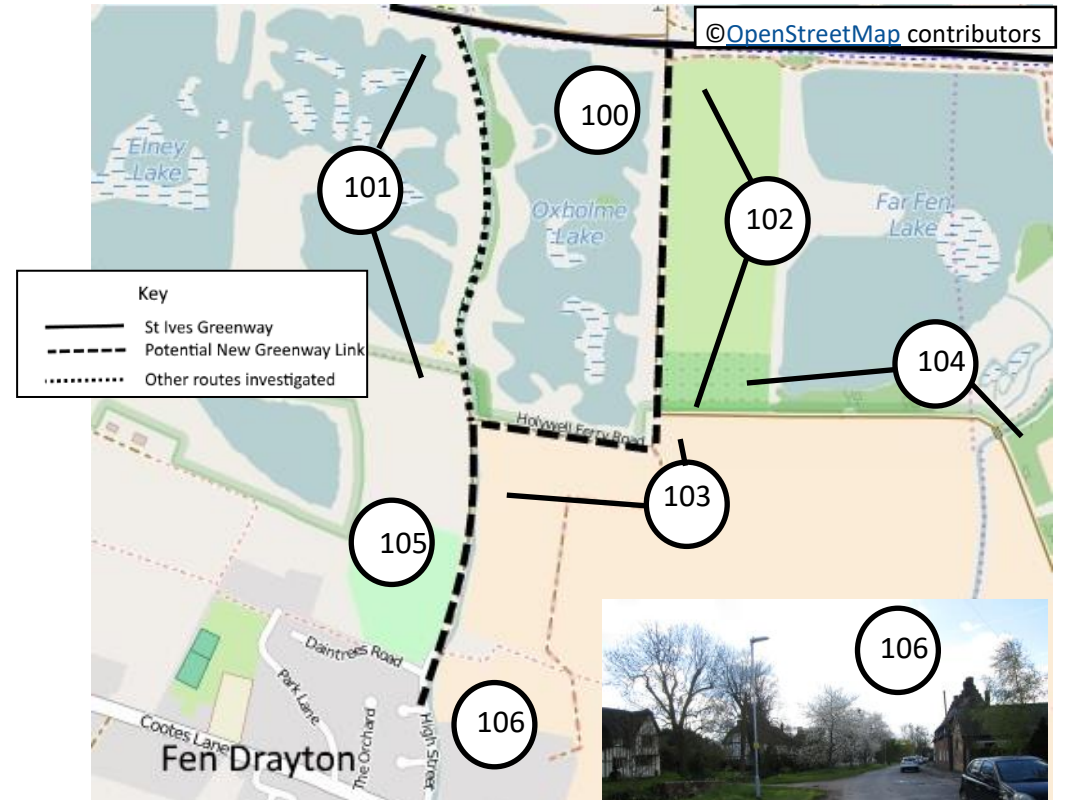 ©OpenStreetMap contributors
100
Elney
Lake
101
Oxholme
Lake
102
Far Fen
Lake
Key
St Ives Greenway
Potential New Greenway Link
Other routes investigated
104
Holywell Ferry Road
103
105
106
Daintrees Road
Park Lane
106
The Orchard
High Street
Cootes Lane
Fen Drayton